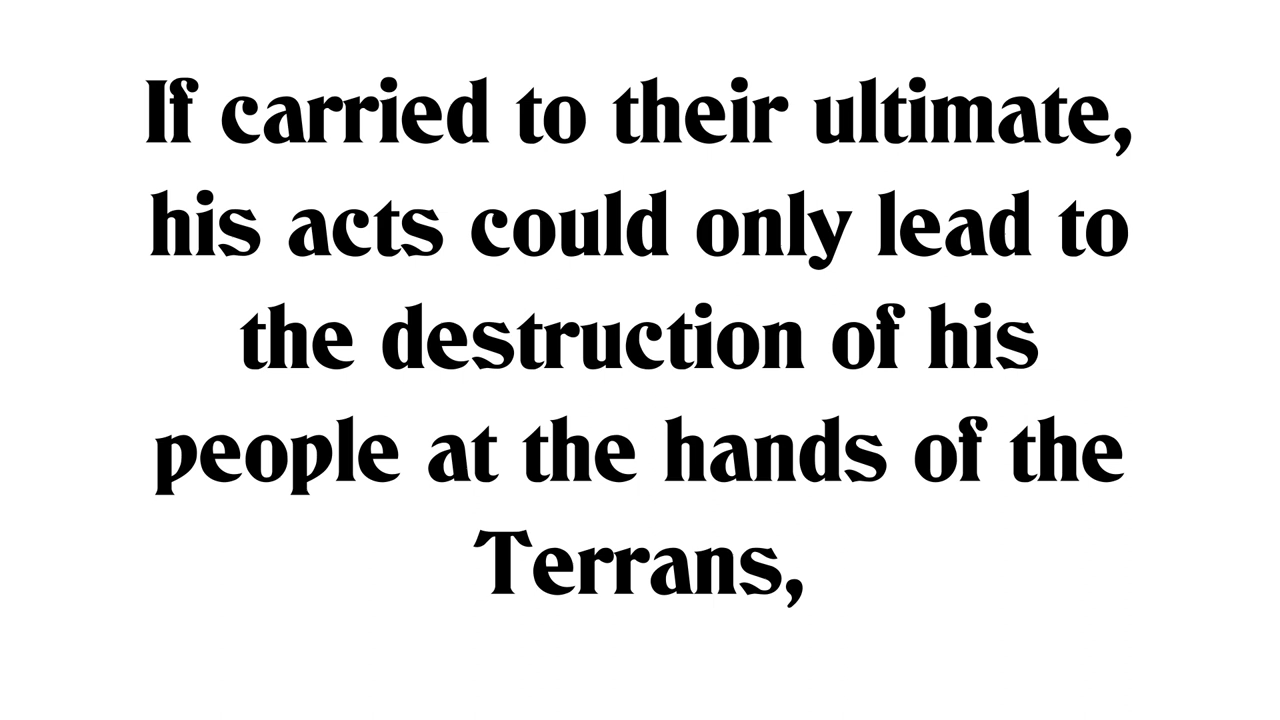 If carried to their ultimate,
his acts could only lead to
the destruction of his
people at the hands of the
Terrans,